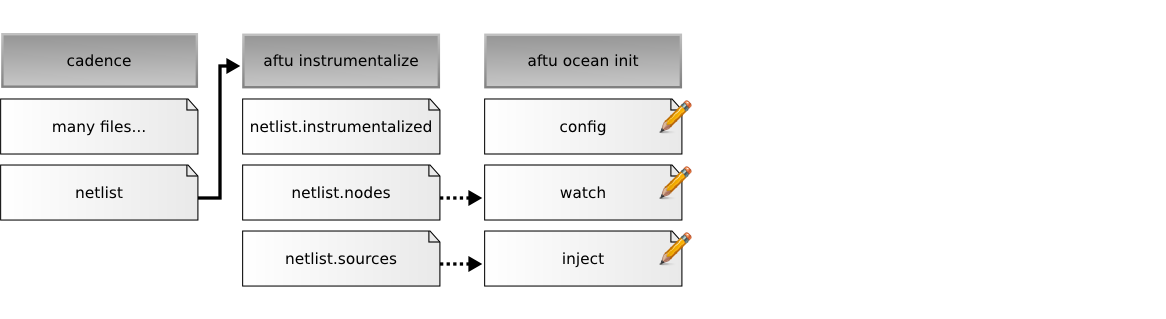 cadence
many files...
netlist
aftu instrumentalize
netlist.instrumentalized
netlist.nodes
netlist.sources
aftu ocean init
config
watch
inject